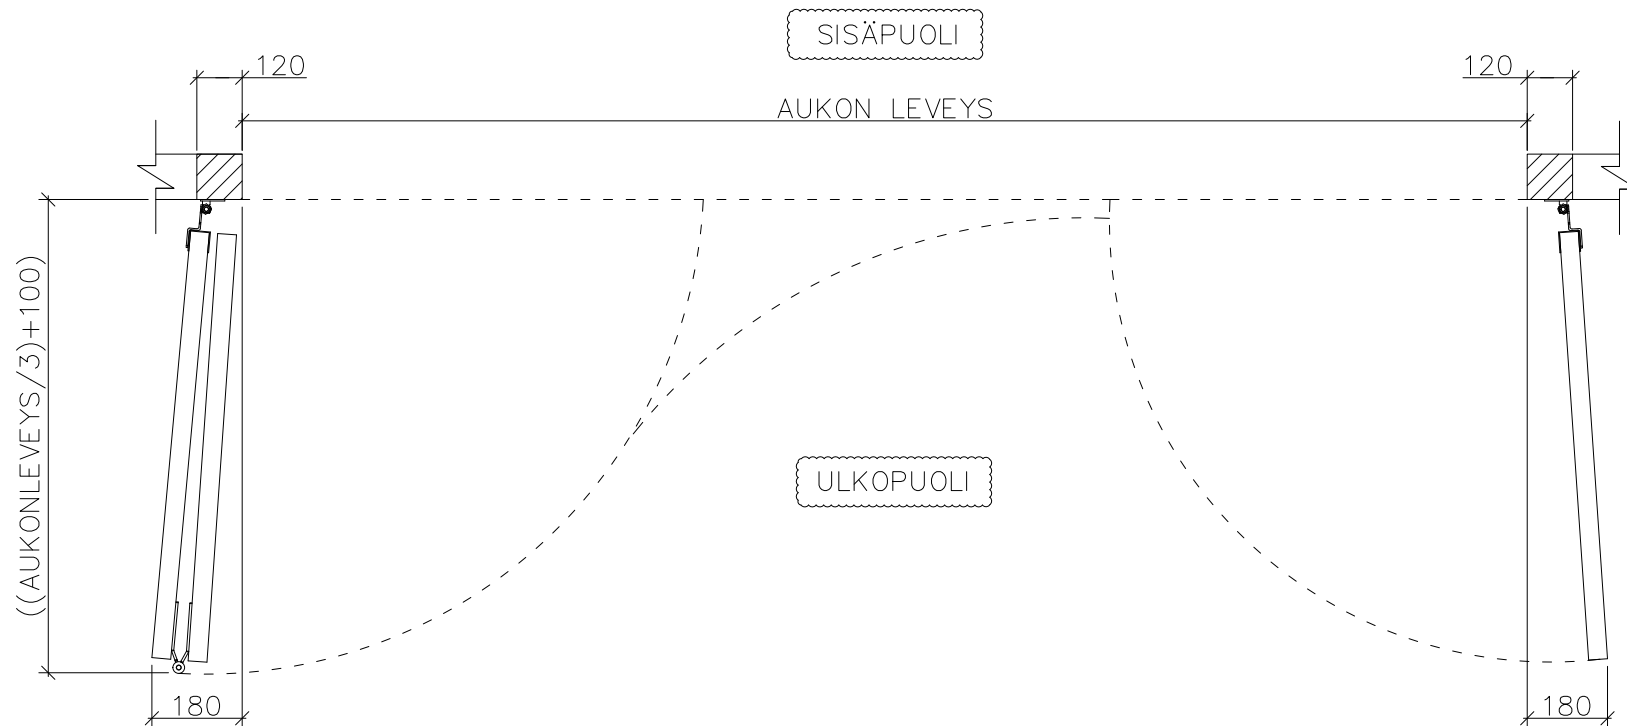 SISÄPUOLI
120
120
AUKON LEVEYS
((AUKONLEVEYS/3)+100)
ULKOPUOLI
180
180